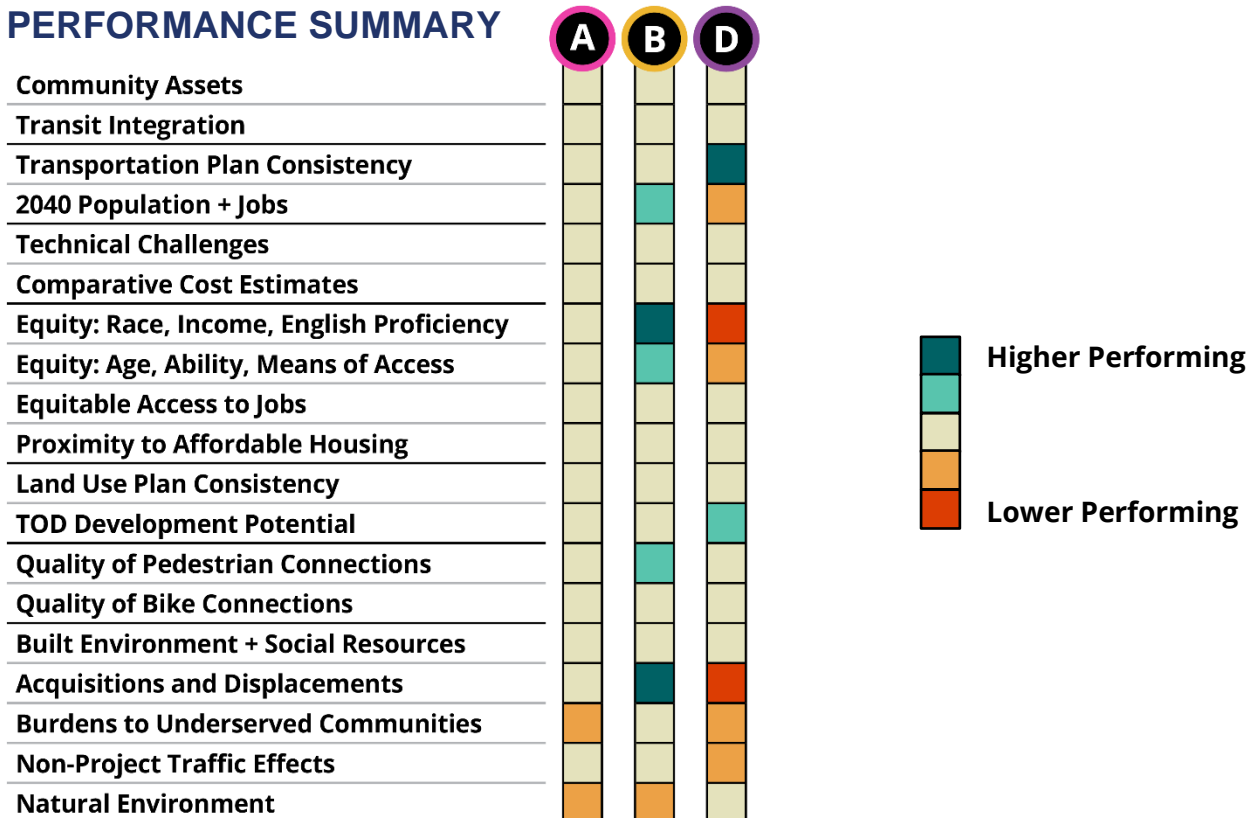 PERFORMANCE SUMMARY
A B D
Community Assets
Transit Integration
Transportation Plan Consistency
2040 Population + Jobs
Technical Challenges
Comparative Cost Estimates
Equity: Race, Income, English Proficiency
Equity: Age, Ability, Means of Access
Equitable Access to Jobs
Proximity to Affordable Housing
Land Use Plan Consistency
TOD Development Potential
Quality of Pedestrian Connections
Quality of Bike Connections
Built Environment + Social Resources
Acquisitions and Displacements
Burdens to Underserved Communities
Non-Project Traffic Effects
Natural Environment
Higher Performing
Lower Performing